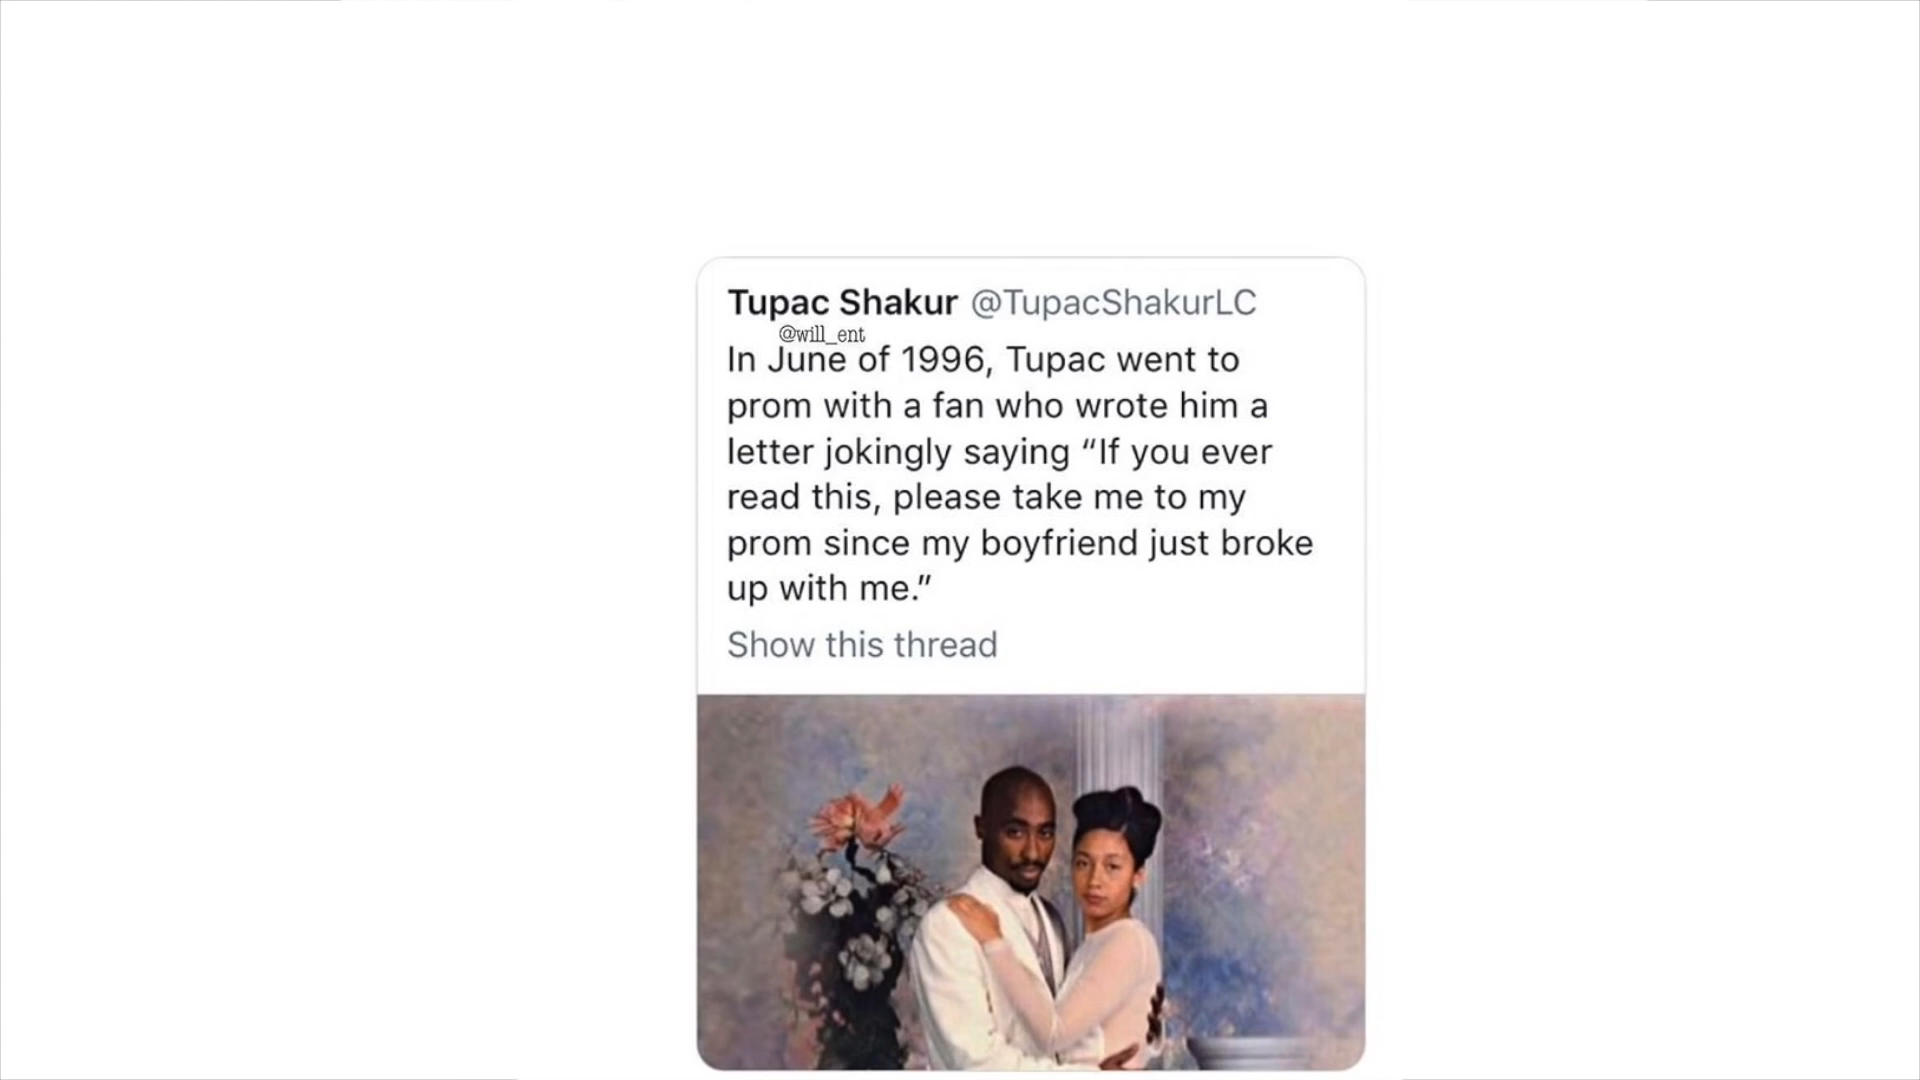 Tupac Shakur @TupacShakurLC
@will_ent
In June of 1996, Tupac went to
prom with a fan who wrote him a
letter jokingly saying “If you ever
read this, please take me to my
prom since my boyfriend just broke
up with me.”
Show this thread